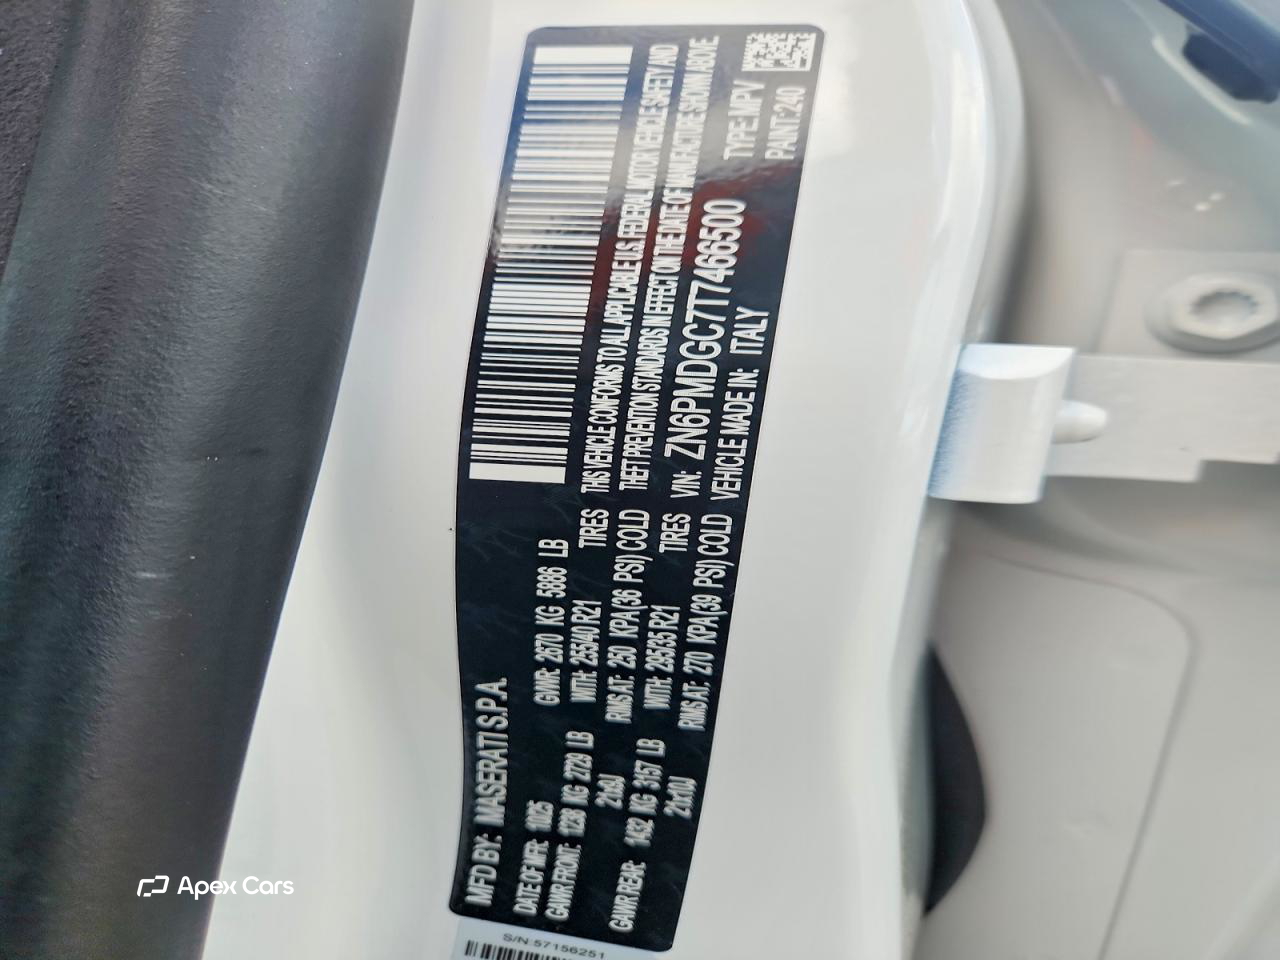 MFD BY: MASERATI S.P.A.
DATE OF MFR: 10/25
GVWR: 2670 KG 5886 LB
GAWR FRONT: 1238 KG 2729 LB
WITH: 255/40 R21
TIRES
21x9J
RIMS AT: 250 KPA(36 PSI) COLD
GAWR REAR: 1432 KG 3157 LB
WITH: 295/35 R21
TIRES
21x10J
RIMS AT: 270 KPA(39 PSI) COLD
THIS VEHICLE CONFORMS TO ALL APPLICABLE U.S. FEDERAL MOTOR VEHICLE SAFETY AND
THEFT PREVENTION STANDARDS IN EFFECT ON THE DATE OF MANUFACTURE SHOWN ABOVE.
VIN: ZN6PMDGC7T7466500
TYPE: MPV
VEHICLE MADE IN: ITALY
PAINT: 240
S/N: 57156251
Apex Cars